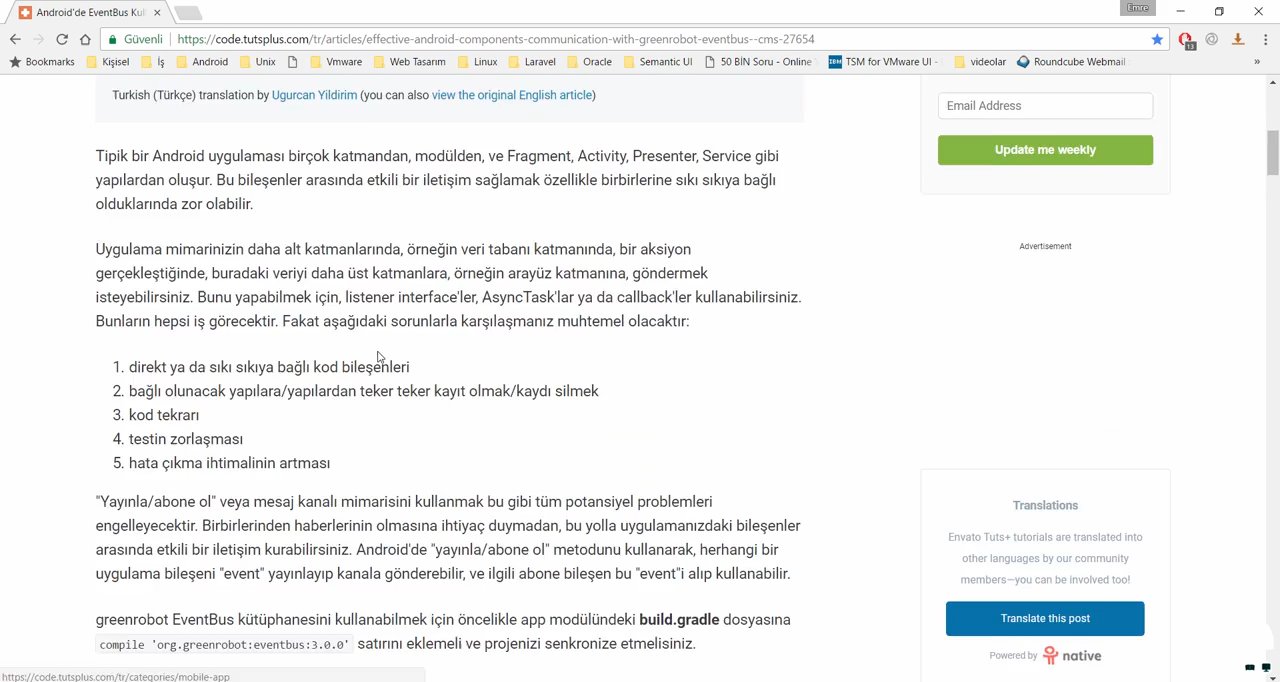 Android'de EventBus Kul
Emre
Güvenli https://code.tutsplus.com/tr/articles/effective-android-components-communication-with-greenrobot-eventbus--cms-27654
13
Bookmarks Kişisel İş Android Unix Vmware Web Tasarım Linux Laravel Oracle Semantic UI 50 BİN Soru - Online IBM TSM for VMware UI - videolar Roundcube Webmail »
Turkish (Türkçe) translation by Ugurcan Yildirim (you can also view the original English article)
Email Address
Update me weekly
Tipik bir Android uygulaması birçok katmandan, modülden, ve Fragment, Activity, Presenter, Service gibi
yapılardan oluşur. Bu bileşenler arasında etkili bir iletişim sağlamak özellikle birbirlerine sıkı sıkıya bağlı
olduklarında zor olabilir.
Advertisement
Uygulama mimarinizin daha alt katmanlarında, örneğin veri tabanı katmanında, bir aksiyon
gerçekleştiğinde, buradaki veriyi daha üst katmanlara, örneğin arayüz katmanına, göndermek
isteyebilirsiniz. Bunu yapabilmek için, listener interface'ler, AsyncTask'lar ya da callback'ler kullanabilirsiniz.
Bunların hepsi iş görecektir. Fakat aşağıdaki sorunlarla karşılaşmanız muhtemel olacaktır:
1. direkt ya da sıkı sıkıya bağlı kod bileşenleri
2. bağlı olunacak yapılara/yapılardan teker teker kayıt olmak/kaydı silmek
3. kod tekrarı
4. testin zorlaşması
5. hata çıkma ihtimalinin artması
"Yayınla/abone ol" veya mesaj kanalı mimarisini kullanmak bu gibi tüm potansiyel problemleri
engelleyecektir. Birbirlerinden haberlerinin olmasına ihtiyaç duymadan, bu yolla uygulamanızdaki bileşenler
arasında etkili bir iletişim kurabilirsiniz. Android'de "yayınla/abone ol" metodunu kullanarak, herhangi bir
uygulama bileşeni "event" yayınlayıp kanala gönderebilir, ve ilgili abone bileşen bu "event"i alıp kullanabilir.
greenrobot EventBus kütüphanesini kullanabilmek için öncelikle app modülündeki build.gradle dosyasına
compile 'org.greenrobot:eventbus:3.0.0' satırını eklemeli ve projenizi senkronize etmelisiniz.
Translations
Envato Tuts+ tutorials are translated into
other languages by our community
members—you can be involved too!
Translate this post
Powered by native
https://code.tutsplus.com/tr/categories/mobile-app